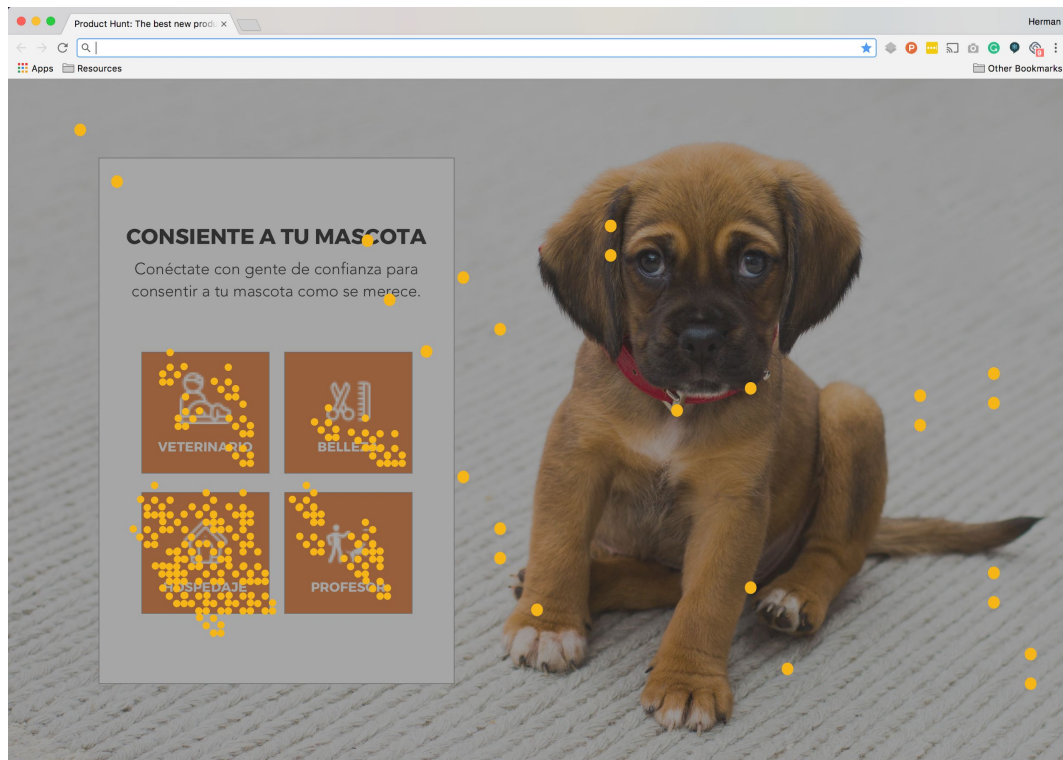 Product Hunt: The best new produ
Herman
Apps
Resources
Other Bookmarks
9
CONSIENTE A TU MASCOTA
Conéctate con gente de confianza para
consentir a tu mascota como se merece.
VETERINARIO
BELLEZA
HOSPEDAJE
PROFESOR